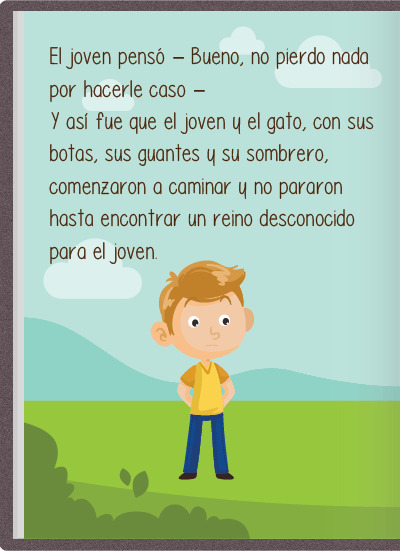 El joven pensó – Bueno, no pierdo nada
por hacerle caso –
Y así fue que el joven y el gato, con sus
botas, sus guantes y su sombrero,
comenzaron a caminar y no pararon
hasta encontrar un reino desconocido
para el joven.